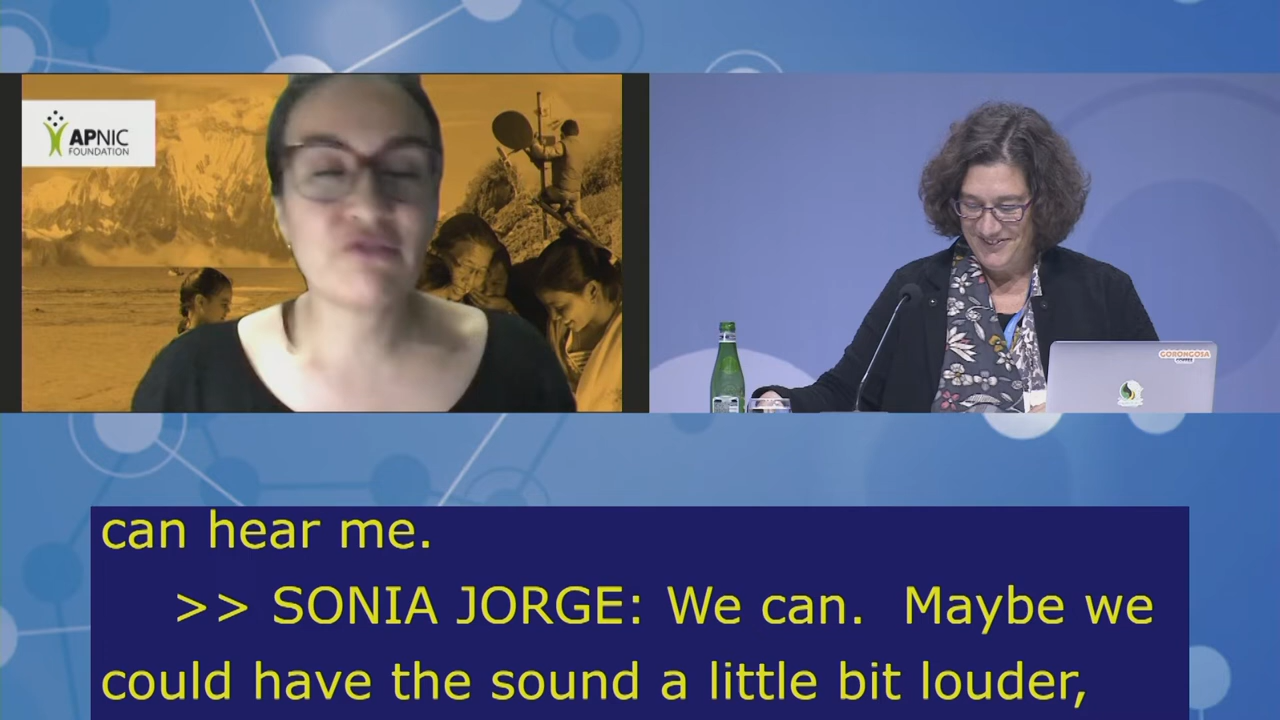 APNIC
FOUNDATION
GORONGOSA
can hear me.
>> SONIA JORGE: We can. Maybe we
could have the sound a little bit louder,